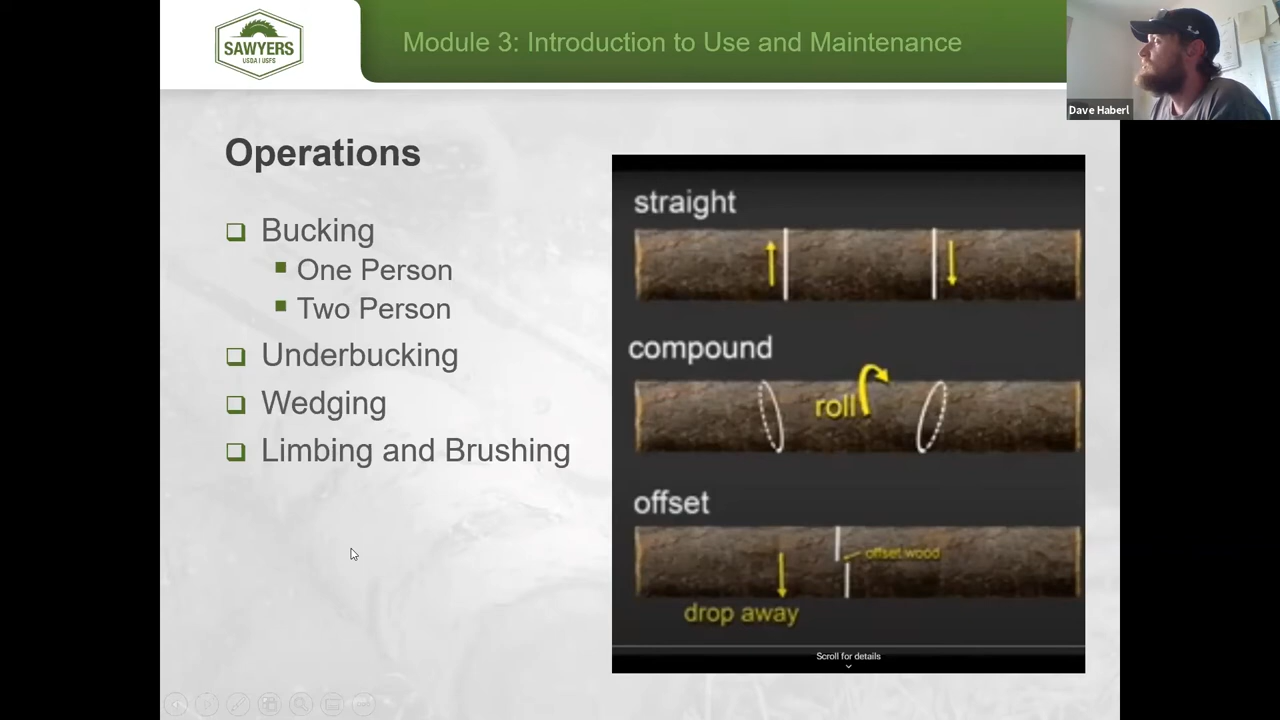 SAWYERS
USDA | USFS
Module 3: Introduction to Use and Maintenance
Dave Haberl
Operations
Bucking
One Person
Two Person
Underbucking
Wedging
Limbing and Brushing
straight
compound
roll
offset
offset wood
drop away
Scroll for details